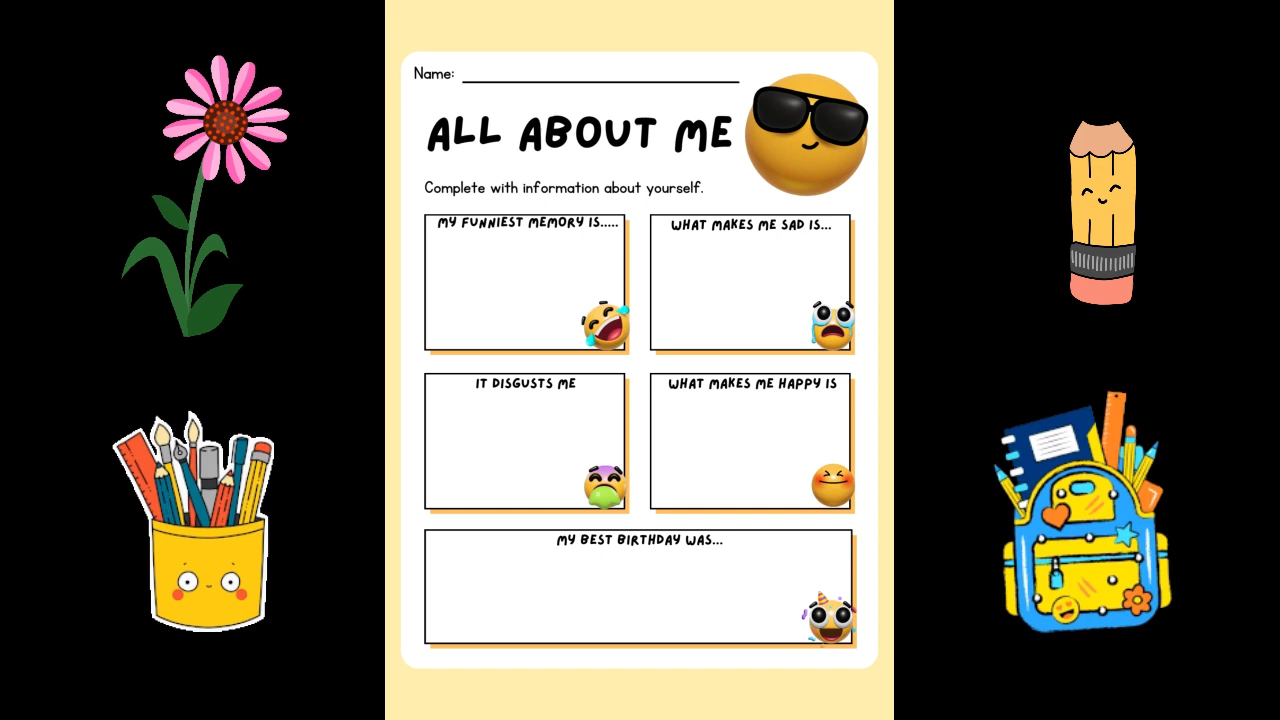 Name:
ALL ABOUT ME
Complete with information about yourself.
MY FUNNIEST MEMORY IS.....
WHAT MAKES ME SAD IS...
IT DISGUSTS ME
WHAT MAKES ME HAPPY IS
MY BEST BIRTHDAY WAS...